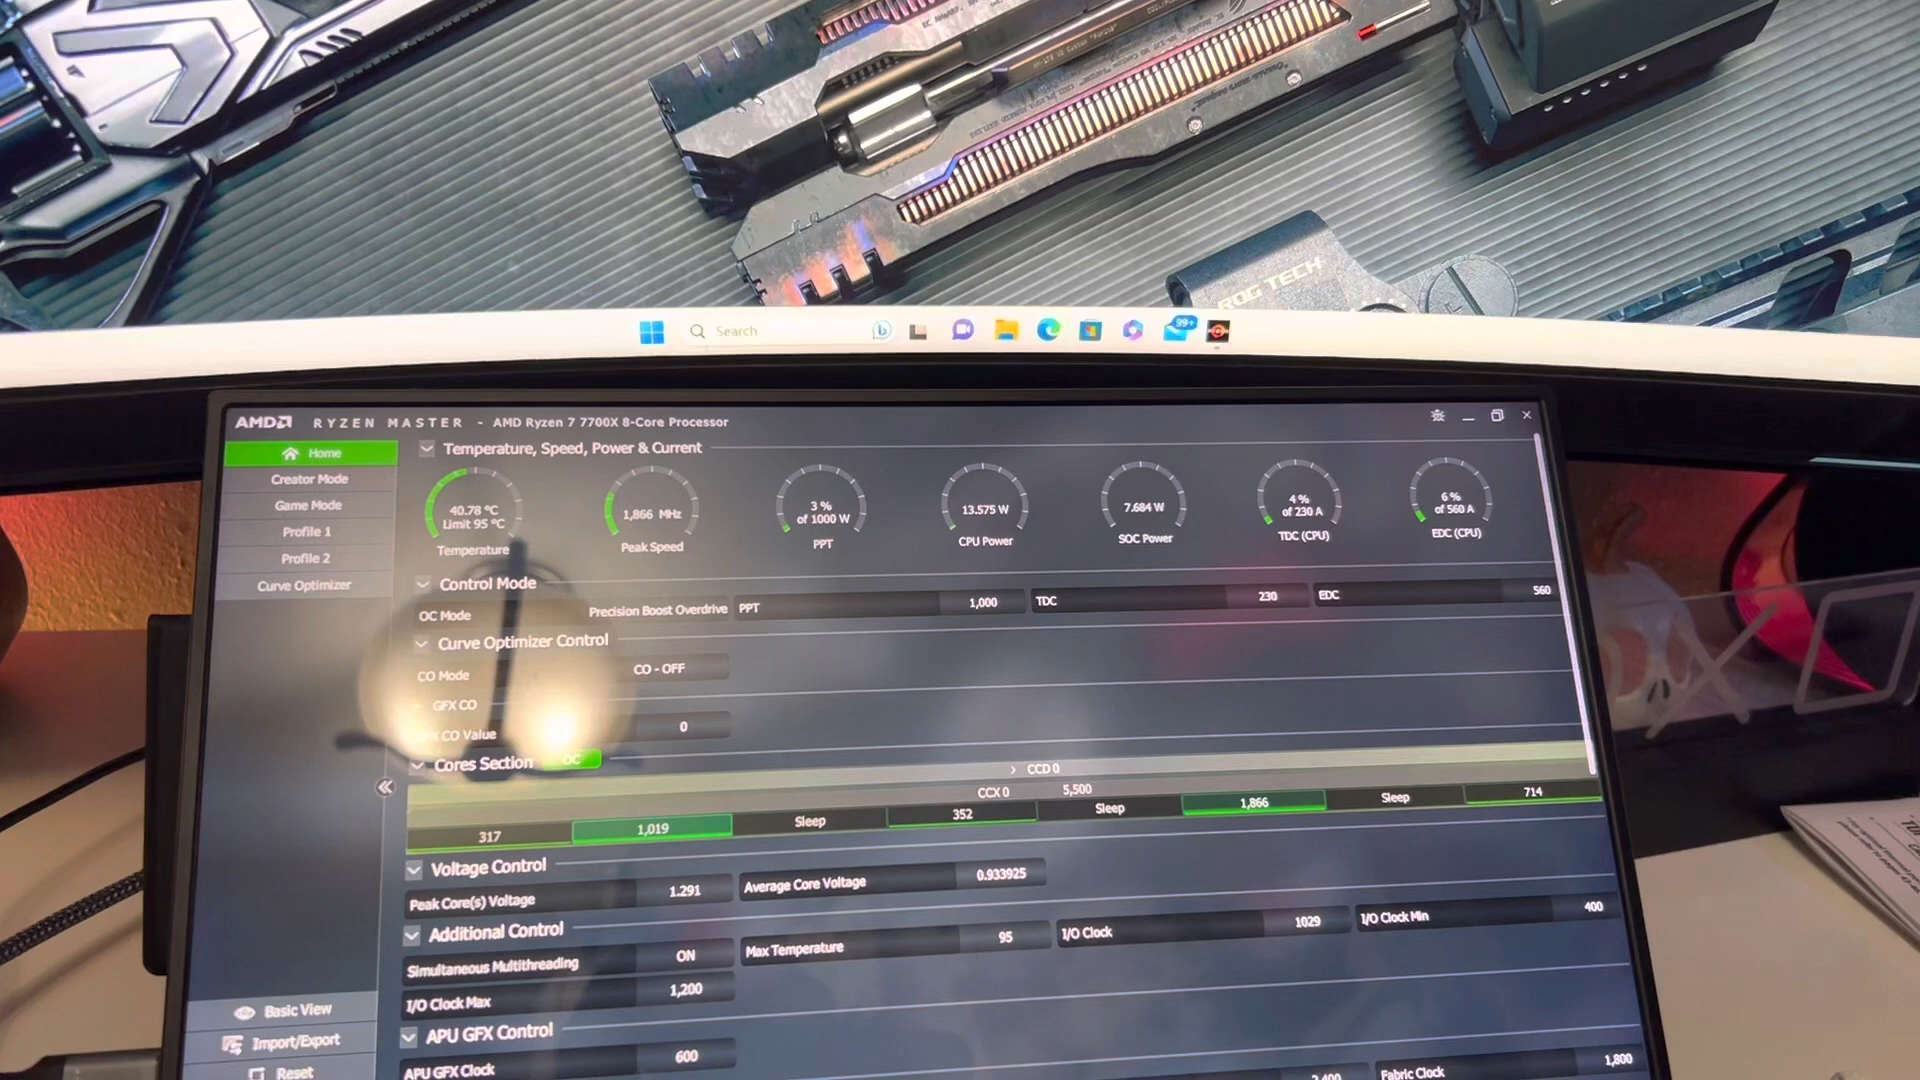 ROG TECH
Search
99+
AMD RYZEN MASTER - AMD Ryzen 7 7700X 8-Core Processor
Home
Creator Mode
Game Mode
Profile 1
Profile 2
Curve Optimizer
Temperature, Speed, Power & Current
40.78 °C
Limit 95 °C
Temperature
1,866 MHz
Peak Speed
3 %
of 1000 W
PPT
13.575 W
CPU Power
7.684 W
SOC Power
4 %
of 230 A
TDC (CPU)
6 %
of 560 A
EDC (CPU)
Control Mode
OC Mode Precision Boost Overdrive PPT 1,000 TDC 230 EDC 560
Curve Optimizer Control
CO Mode CO - OFF
GFX CO
CO Value 0
Cores Section OC
CCD 0
CCX 0 5,500
317 1,019 Sleep 352 Sleep 1,866 Sleep 714
Voltage Control
Peak Core(s) Voltage 1.291 Average Core Voltage 0.933925
Additional Control
Simultaneous Multithreading ON Max Temperature 95 I/O Clock 1029 I/O Clock Min 400
I/O Clock Max 1,200
APU GFX Control
APU GFX Clock 600 2,400 Fabric Clock 1,800
Basic View
Import/Export
Reset